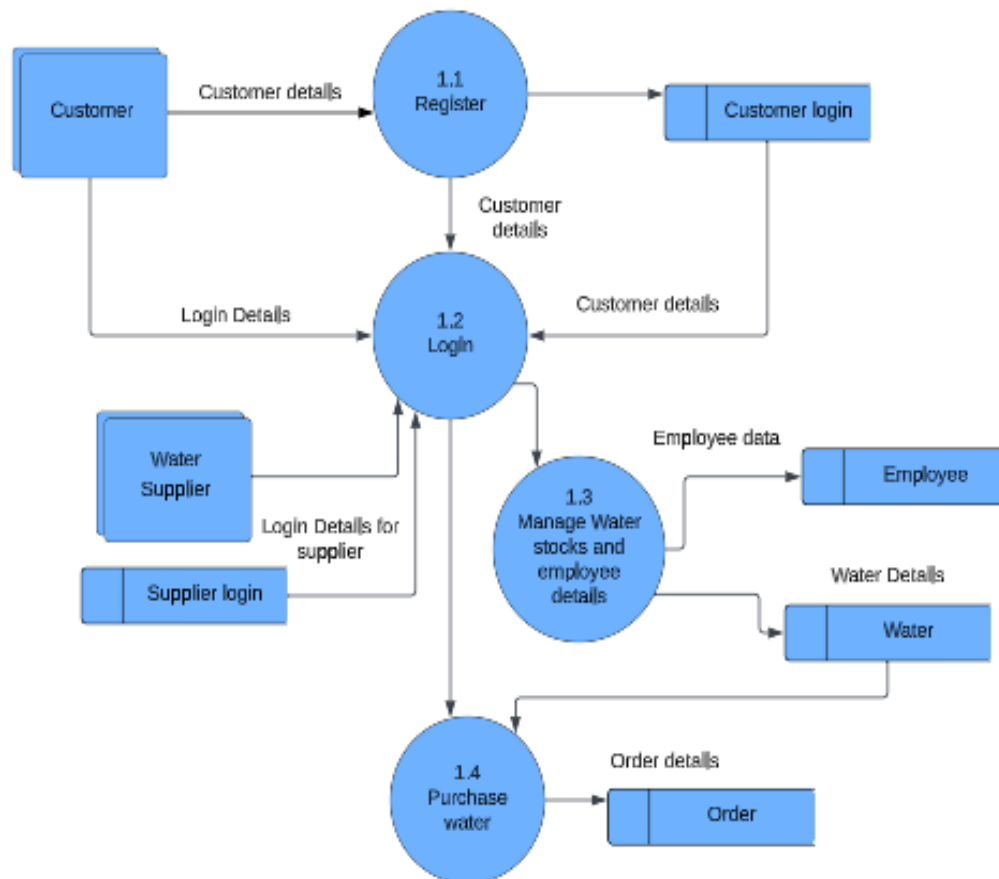 1.1
Register
Customer
Customer details
Customer login
Customer
details
Login Details
Customer details
1.2
LogIn
Water
Supplier
Employee data
Employee
1.3
Manage Water
stocks and
employee
details
Login Details for
supplier
Supplier login
Water Details
Water
1.4
Purchase
water
Order details
Order